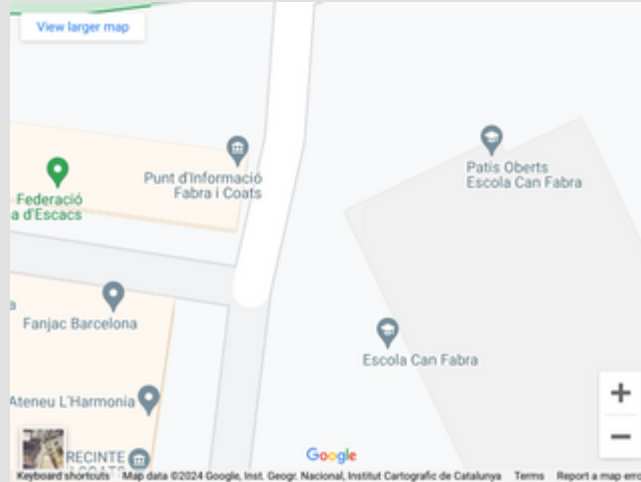 View larger map
Punt d'Informació
Fabra i Coats
Patis Oberts
Escola Can Fabra
Federació
a d'Escacs
a
Fanjac Barcelona
Escola Can Fabra
Ateneu L'Harmonia
RECINTE
Google
Keyboard shortcuts Map data ©2024 Google, Inst. Geogr. Nacional, Institut Cartogràfic de Catalunya Terms Report a map erro